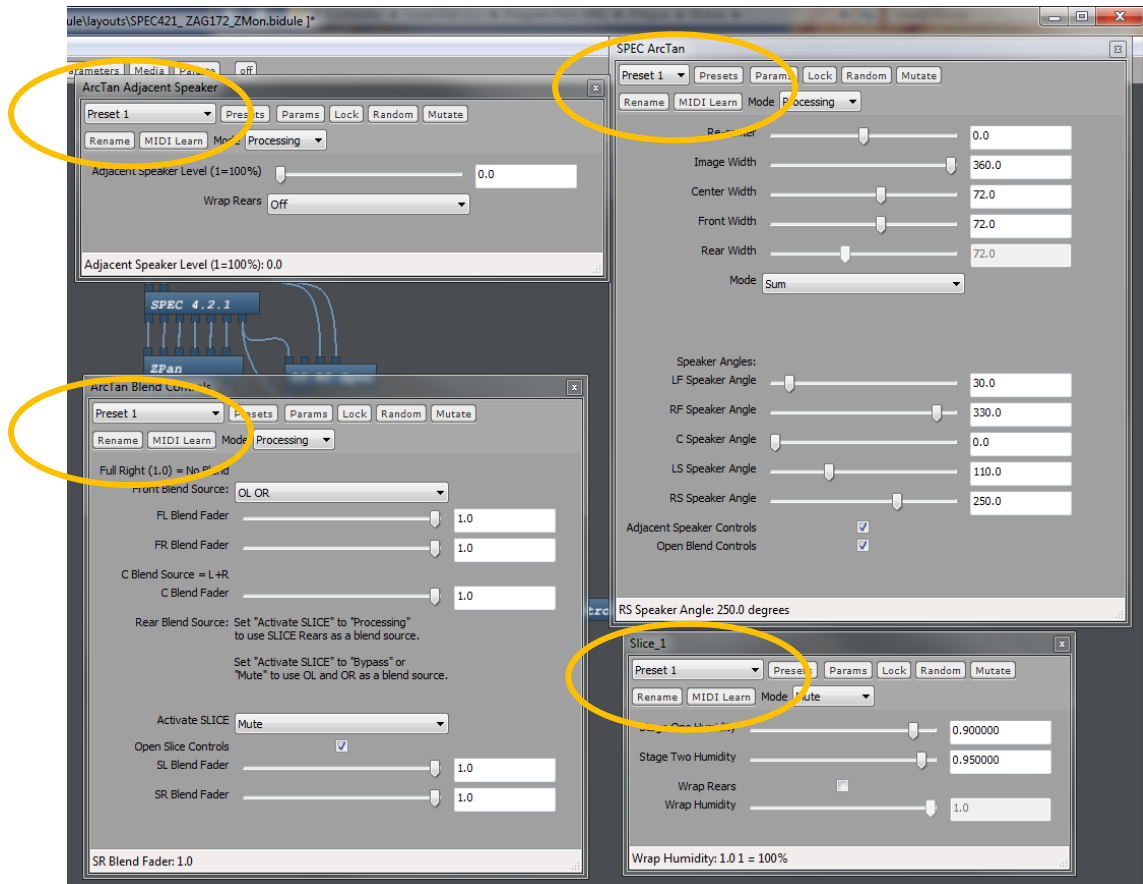 ule\layouts\SPEC421_ZAG172_ZMon.bidule ]*
Parameters Media Palette off
ArcTan Adjacent Speaker
Preset 1 Presets Params Lock Random Mutate
Rename MIDI Learn Mode Processing
Adjacent Speaker Level (1=100%) 0.0
Wrap Rears Off
Adjacent Speaker Level (1=100%): 0.0
SPEC 4.2.1
ZPan
ArcTan Blend Controls
Preset 1 Presets Params Lock Random Mutate
Rename MIDI Learn Mode Processing
Full Right (1.0) = No Blend
Front Blend Source: OL OR
FL Blend Fader 1.0
FR Blend Fader 1.0
C Blend Source = L+R
C Blend Fader 1.0
Rear Blend Source: Set "Activate SLICE" to "Processing"
to use SLICE Rears as a blend source.
Set "Activate SLICE" to "Bypass" or
"Mute" to use OL and OR as a blend source.
Activate SLICE Mute
Open Slice Controls
SL Blend Fader 1.0
SR Blend Fader 1.0
SR Blend Fader: 1.0
SPEC ArcTan
Preset 1 Presets Params Lock Random Mutate
Rename MIDI Learn Mode Processing
Re-center 0.0
Image Width 360.0
Center Width 72.0
Front Width 72.0
Rear Width 72.0
Mode Sum
Speaker Angles:
LF Speaker Angle 30.0
RF Speaker Angle 330.0
C Speaker Angle 0.0
LS Speaker Angle 110.0
RS Speaker Angle 250.0
Adjacent Speaker Controls
Open Blend Controls
RS Speaker Angle: 250.0 degrees
Slice_1
Preset 1 Presets Params Lock Random Mutate
Rename MIDI Learn Mode Mute
Stage One Humidity 0.900000
Stage Two Humidity 0.950000
Wrap Rears
Wrap Humidity 1.0
Wrap Humidity: 1.0 1 = 100%